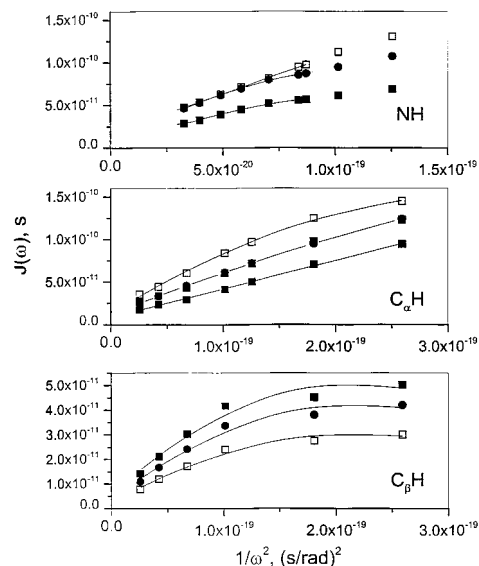 1.5x10⁻¹⁰
1.0x10⁻¹⁰
5.0x10⁻¹¹
0.0
NH
0.0 5.0x10⁻²⁰ 1.0x10⁻¹⁹ 1.5x10⁻¹⁹
J(ω), s
1.5x10⁻¹⁰
1.0x10⁻¹⁰
5.0x10⁻¹¹
0.0
CαH
0.0 1.0x10⁻¹⁹ 2.0x10⁻¹⁹ 3.0x10⁻¹⁹
5.0x10⁻¹¹
4.0x10⁻¹¹
3.0x10⁻¹¹
2.0x10⁻¹¹
1.0x10⁻¹¹
0.0
CβH
0.0 1.0x10⁻¹⁹ 2.0x10⁻¹⁹ 3.0x10⁻¹⁹
1/ω², (s/rad)²